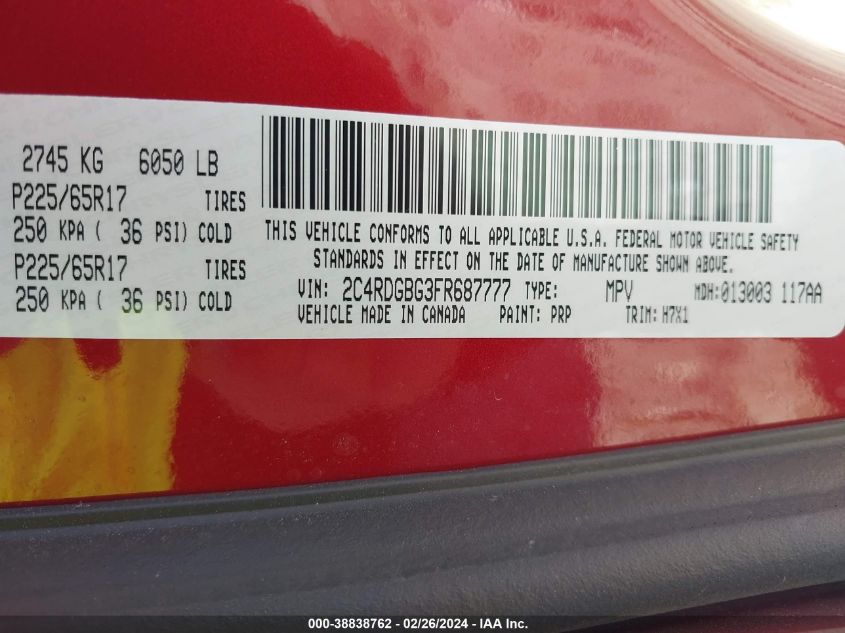 2745 KG 6050 LB
P225/65R17 TIRES
250 KPA ( 36 PSI) COLD
P225/65R17 TIRES
250 KPA ( 36 PSI) COLD
THIS VEHICLE CONFORMS TO ALL APPLICABLE U.S.A. FEDERAL MOTOR VEHICLE SAFETY
STANDARDS IN EFFECT ON THE DATE OF MANUFACTURE SHOWN ABOVE.
VIN: 2C4RDGBG3FR687777 TYPE: MPV MDH:013003 117AA
VEHICLE MADE IN CANADA PAINT: PRP TRIM: H7X1
000-38838762 / 02/26/2024 - IAA Inc.